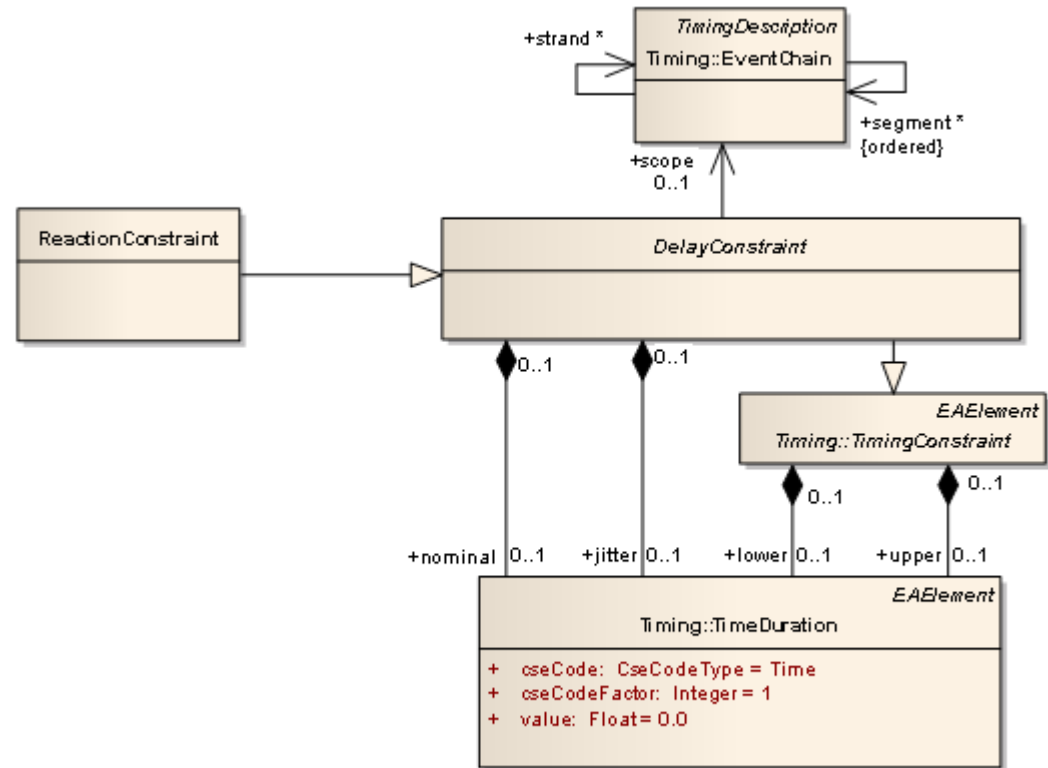 TimingDescription
+strand *
Timing::EventChain
+segment *
{ordered}
+scope
0..1
ReactionConstraint
DelayConstraint
0..1
0..1
EAElement
Timing::TimingConstraint
0..1
0..1
+nominal 0..1
+jitter 0..1
+lower 0..1
+upper 0..1
EAElement
Timing::TimeDuration
+ cseCode: CseCodeType = Time
+ cseCodeFactor: Integer = 1
+ value: Float = 0.0